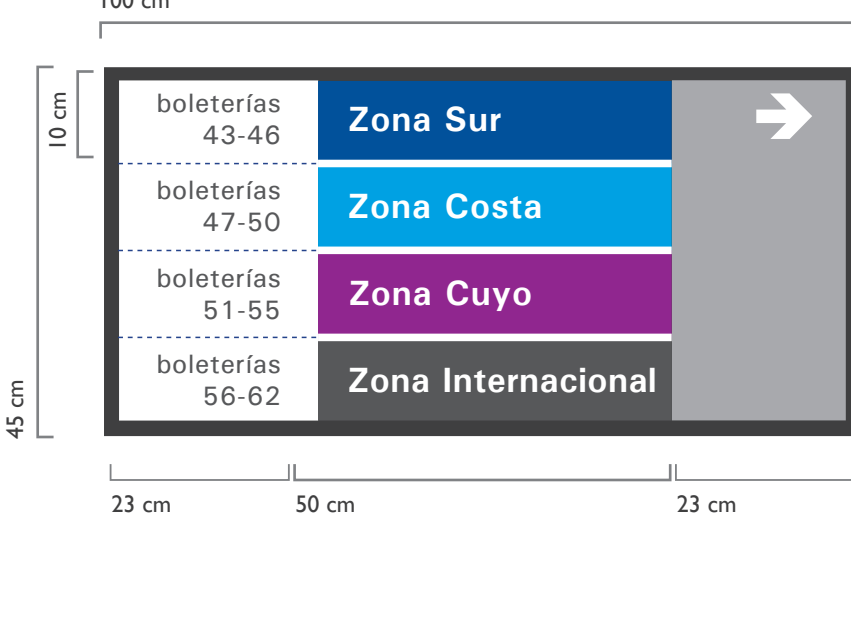 100 cm
10 cm
boleterías
43-46
Zona Sur
boleterías
47-50
Zona Costa
boleterías
51-55
Zona Cuyo
boleterías
56-62
Zona Internacional
45 cm
23 cm
50 cm
23 cm